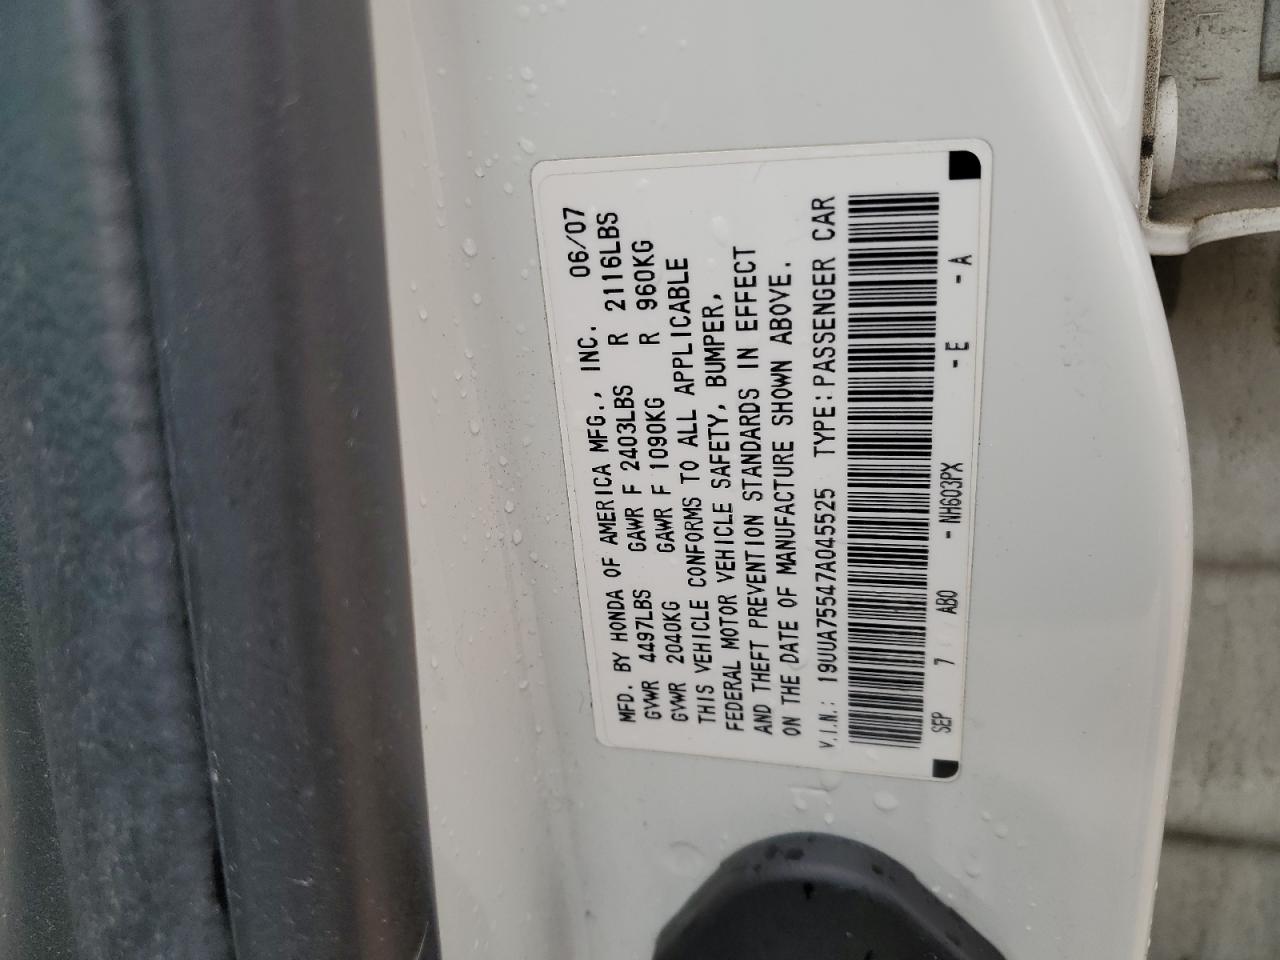 MFD. BY HONDA OF AMERICA MFG., INC. 06/07
GVWR 4497LBS GAWR F 2403LBS R 2116LBS
GVWR 2040KG GAWR F 1090KG R 960KG
THIS VEHICLE CONFORMS TO ALL APPLICABLE
FEDERAL MOTOR VEHICLE SAFETY, BUMPER,
AND THEFT PREVENTION STANDARDS IN EFFECT
ON THE DATE OF MANUFACTURE SHOWN ABOVE.
V.I.N.: 19UUA75547A045525 TYPE:PASSENGER CAR
SEP 7 AB0 - NH603PX - E - A